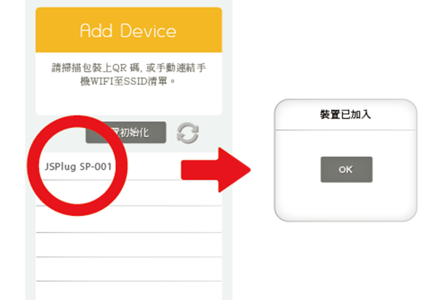 Add Device
請掃描包裝上QR 碼, 或手動連結手
機WIFI至SSID清單。
置初始化
JSPlug SP-001
裝置已加入
OK